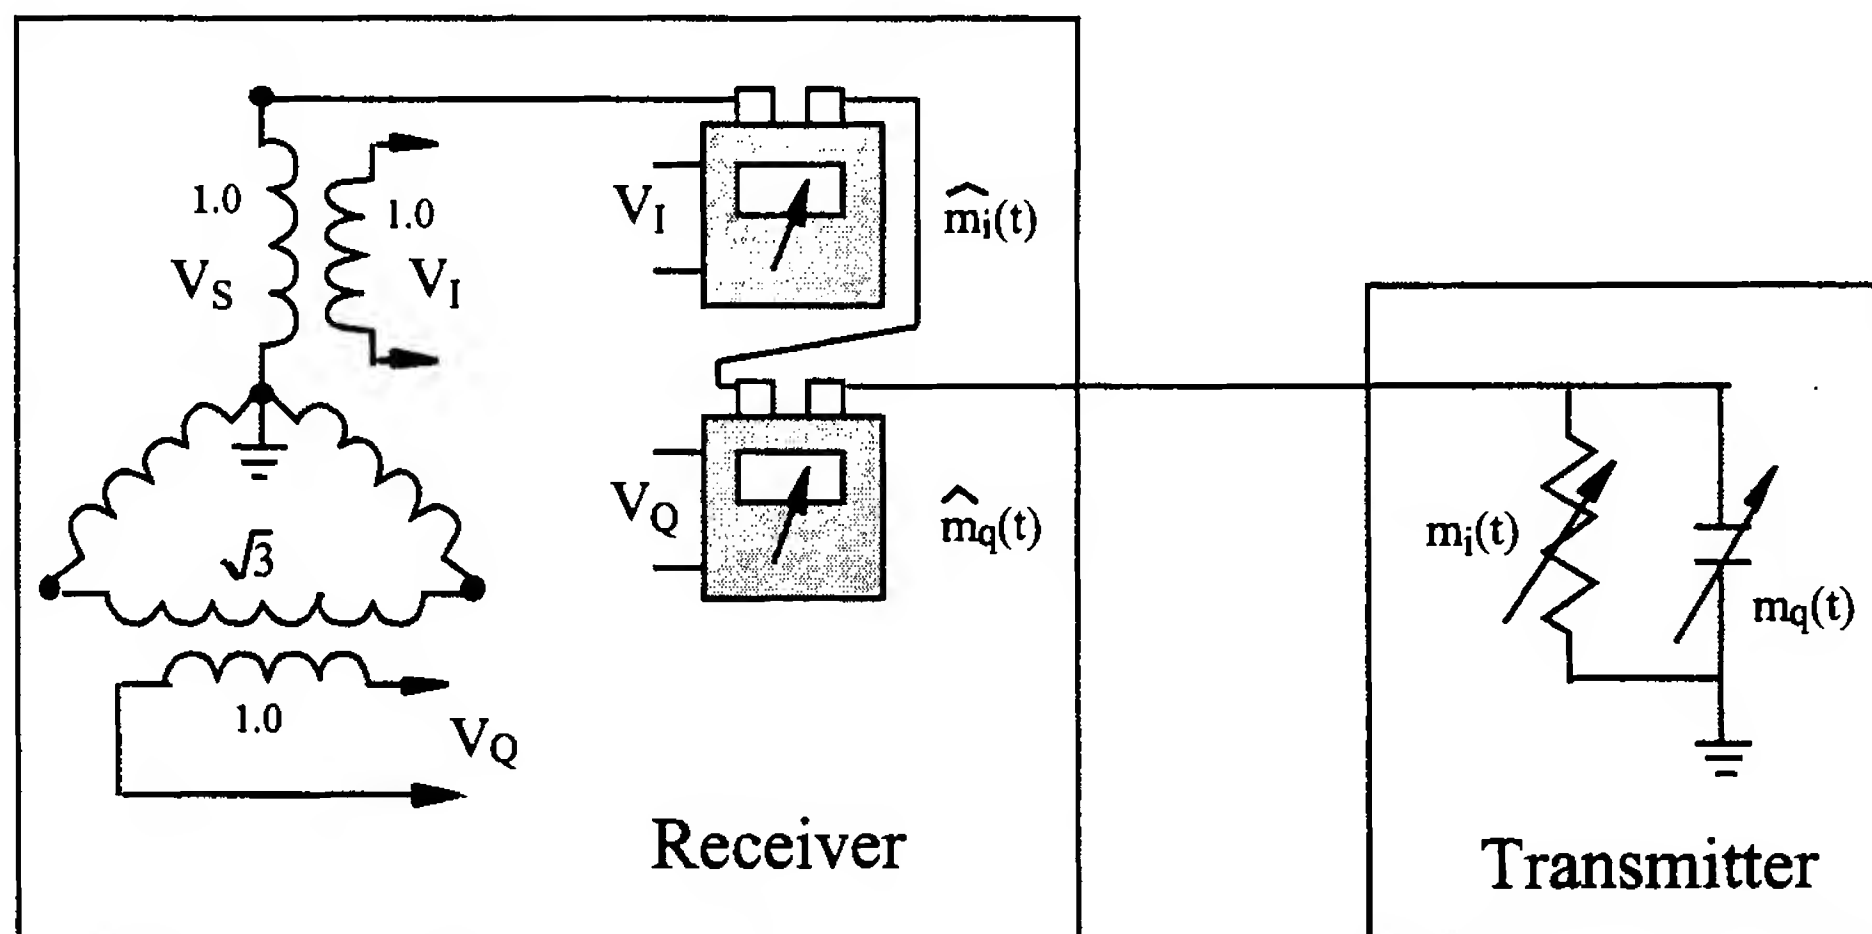 1.0
1.0
V_S
V_I
V_I
m̂_i(t)
√3
V_Q
m̂_q(t)
m_i(t)
m_q(t)
1.0
V_Q
Receiver
Transmitter